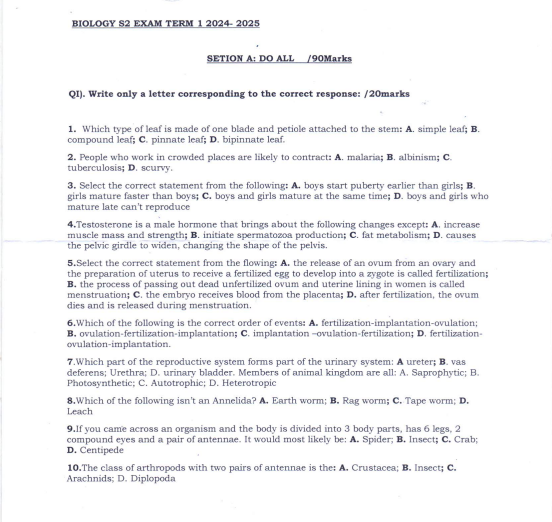 BIOLOGY S2 EXAM TERM 1 2024- 2025
SETION A: DO ALL /90Marks
QI). Write only a letter corresponding to the correct response: /20marks
1. Which type of leaf is made of one blade and petiole attached to the stem: A. simple leaf; B.
compound leaf; C. pinnate leaf; D. bipinnate leaf.
2. People who work in crowded places are likely to contract: A. malaria; B. albinism; C.
tuberculosis; D. scurvy.
3. Select the correct statement from the following: A. boys start puberty earlier than girls; B.
girls mature faster than boys; C. boys and girls mature at the same time; D. boys and girls who
mature late can't reproduce
4.Testosterone is a male hormone that brings about the following changes except: A. increase
muscle mass and strength; B. initiate spermatozoa production; C. fat metabolism; D. causes
the pelvic girdle to widen, changing the shape of the pelvis.
5.Select the correct statement from the flowing: A. the release of an ovum from an ovary and
the preparation of uterus to receive a fertilized egg to develop into a zygote is called fertilization;
B. the process of passing out dead unfertilized ovum and uterine lining in women is called
menstruation; C. the embryo receives blood from the placenta; D. after fertilization, the ovum
dies and is released during menstruation.
6.Which of the following is the correct order of events: A. fertilization-implantation-ovulation;
B. ovulation-fertilization-implantation; C. implantation –ovulation-fertilization; D. fertilization-
ovulation-implantation.
7.Which part of the reproductive system forms part of the urinary system: A ureter; B. vas
deferens; Urethra; D. urinary bladder. Members of animal kingdom are all: A. Saprophytic; B.
Photosynthetic; C. Autotrophic; D. Heterotropic
8.Which of the following isn't an Annelida? A. Earth worm; B. Rag worm; C. Tape worm; D.
Leach
9.If you came across an organism and the body is divided into 3 body parts, has 6 legs, 2
compound eyes and a pair of antennae. It would most likely be: A. Spider; B. Insect; C. Crab;
D. Centipede
10.The class of arthropods with two pairs of antennae is the: A. Crustacea; B. Insect; C.
Arachnids; D. Diplopoda